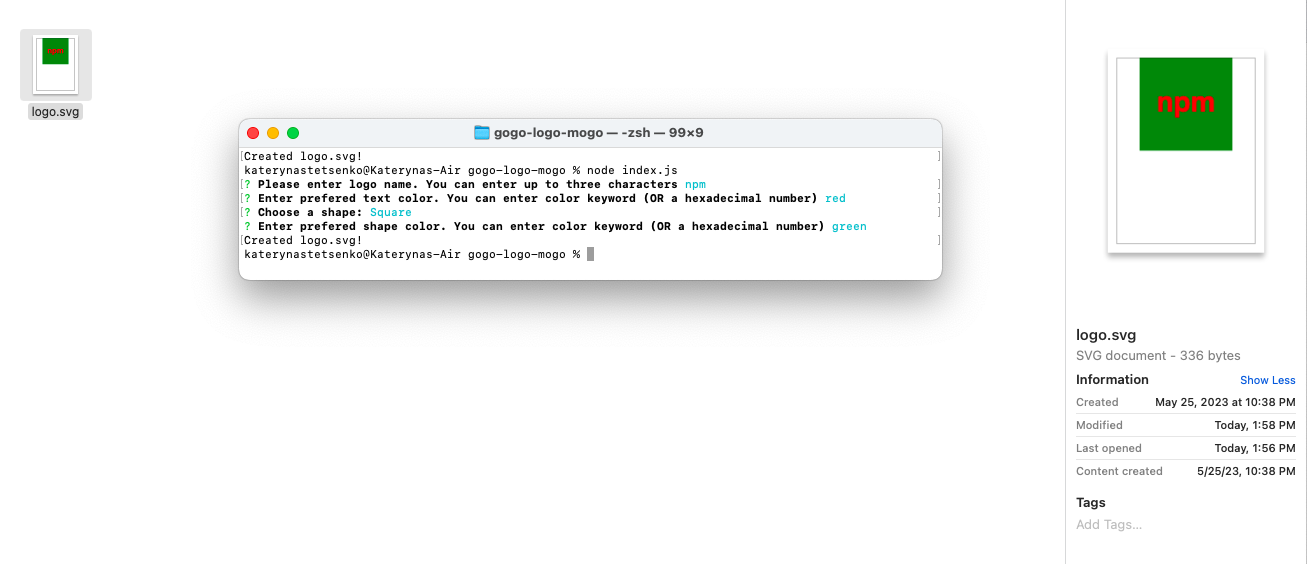 logo.svg
gogo-logo-mogo — -zsh — 99×9
Created logo.svg!
katerynastetsenko@Katerynas-Air gogo-logo-mogo % node index.js
? Please enter logo name. You can enter up to three characters npm
? Enter prefered text color. You can enter color keyword (OR a hexadecimal number) red
? Choose a shape: Square
? Enter prefered shape color. You can enter color keyword (OR a hexadecimal number) green
Created logo.svg!
katerynastetsenko@Katerynas-Air gogo-logo-mogo %
npm
logo.svg
SVG document - 336 bytes
Information Show Less
Created May 25, 2023 at 10:38 PM
Modified Today, 1:58 PM
Last opened Today, 1:56 PM
Content created 5/25/23, 10:38 PM
Tags
Add Tags...